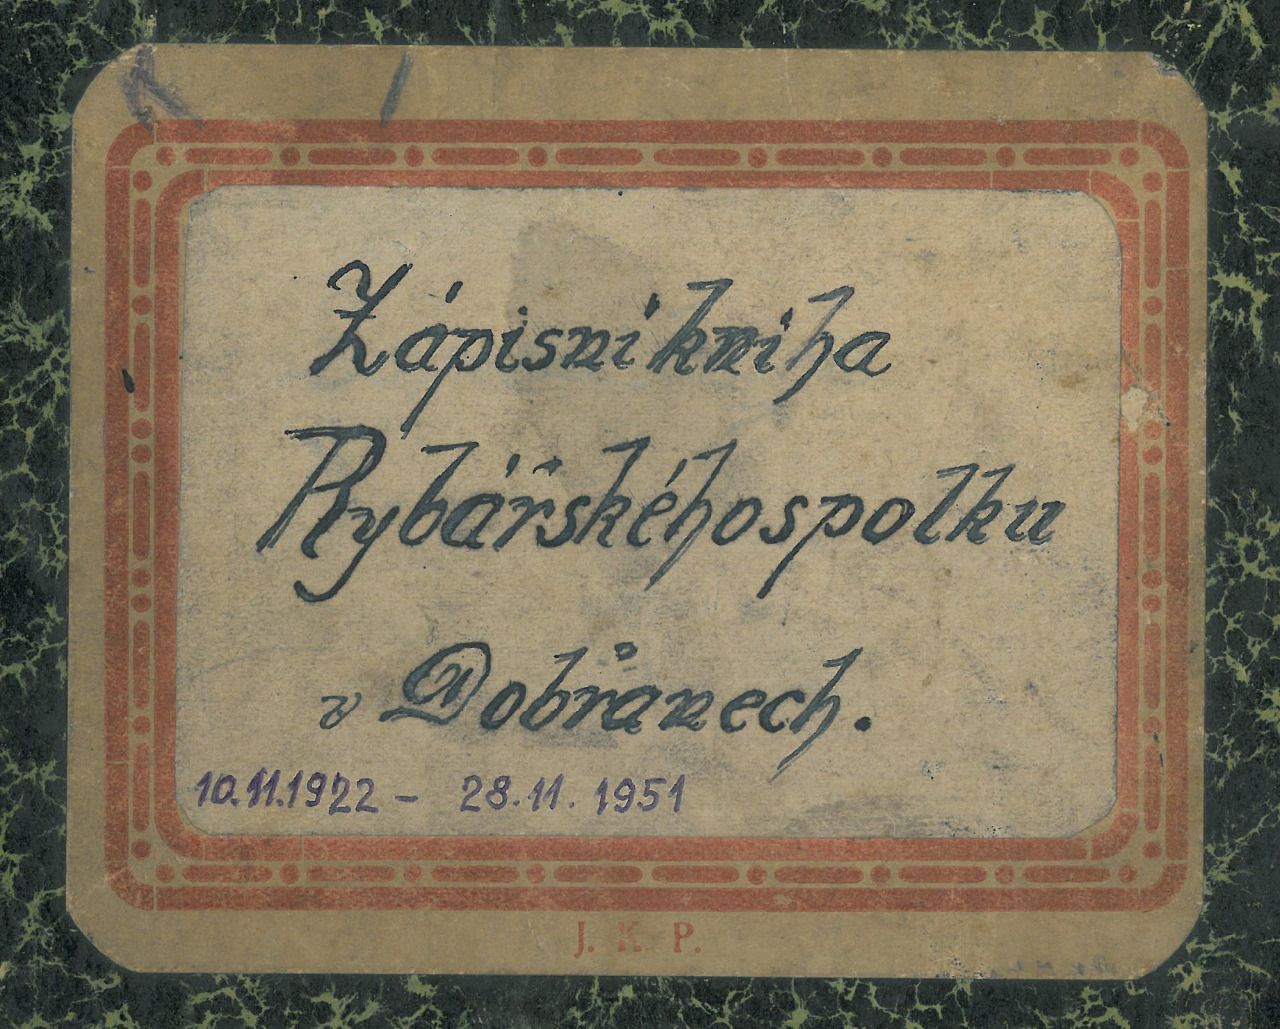 Zápisní kniha
Rybářského spolku
v Dobřanech.
10.11.1922 - 28.11.1951
J. K. P.